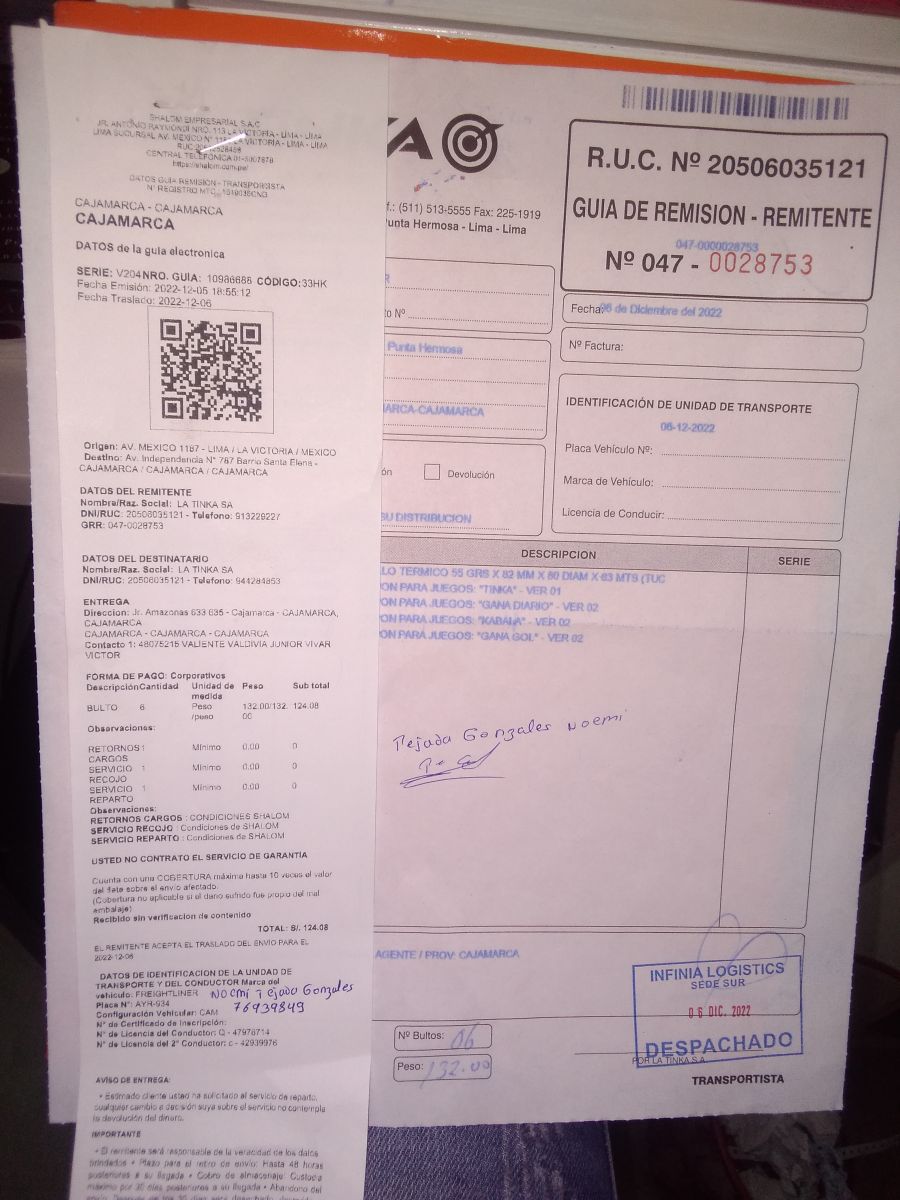 SHALOM EMPRESARIAL S.A.C
JR. ANTONIO RAYMONDI NRO. 113 LA VICTORIA - LIMA - LIMA
LIMA SUCURSAL AV. MEXICO N° LA VICTORIA - LIMA - LIMA
RUC:
CENTRAL TELEFONICA 01-5007878
https://shalom.com.pe/
DATOS GUIA REMISION - TRANSPORTISTA
N° REGISTRO MTC.
CAJAMARCA - CAJAMARCA
CAJAMARCA
DATOS de la guia electronica
SERIE: V204 NRO. GUIA: 10986686 CÓDIGO:33HK
Fecha Emisión: 2022-12-05 18:55:12
Fecha Traslado: 2022-12-06
Origen: AV. MEXICO 1187 - LIMA / LA VICTORIA / MEXICO
Destino: Av. Independencia N° 787 Barrio Santa Elena -
CAJAMARCA / CAJAMARCA / CAJAMARCA
DATOS DEL REMITENTE
Nombre/Raz. Social: LA TINKA SA
DNI/RUC: 20506035121 - Telefono: 913229227
GRR: 047-0028753
DATOS DEL DESTINATARIO
Nombre/Raz. Social: LA TINKA SA
DNI/RUC: 20506035121 - Telefono: 944284853
ENTREGA
Direccion: Jr. Amazonas 633 635 - Cajamarca - CAJAMARCA,
CAJAMARCA
CAJAMARCA - CAJAMARCA - CAJAMARCA
Contacto 1: 48075215 VALIENTE VALDIVIA JUNIOR VIVAR
VICTOR
FORMA DE PAGO: Corporativos
Descripción Cantidad Unidad de medida Peso Sub total
BULTO 6 Peso /peso 132.00/132.00 124.08
Observaciones:
RETORNOS CARGOS 1 Mínimo 0.00 0
SERVICIO RECOJO 1 Mínimo 0.00 0
SERVICIO REPARTO 1 Mínimo 0.00 0
Observaciones:
RETORNOS CARGOS : CONDICIONES SHALOM
SERVICIO RECOJO : Condiciones de SHALOM
SERVICIO REPARTO : Condiciones de SHALOM
USTED NO CONTRATO EL SERVICIO DE GARANTIA
Cuenta con una COBERTURA máxima hasta 10 veces el valor
del flete sobre el envio afectado.
(Cobertura no aplicable si el daño sufrido fue propio del mal
embalaje)
Recibido sin verificacion de contenido
TOTAL: S/. 124.08
EL REMITENTE ACEPTA EL TRASLADO DEL ENVIO PARA EL
2022-12-06
DATOS DE IDENTIFICACION DE LA UNIDAD DE
TRANSPORTE Y DEL CONDUCTOR Marca del
vehiculo: FREIGHTLINER
Noemi Tejada Gonzales
Placa N°: AYR-934
76939849
Configuración Vehicular: CAM
N° de Certificado de Inscripción:
N° de Licencia del Conductor: Q - 47978714
N° de Licencia del 2° Conductor: c - 42939976
AVISO DE ENTREGA:
• Estimado cliente usted ha solicitado el servicio de reparto,
cualquier cambio o decisión suya sobre el servicio no contempla
la devolución del dinero.
IMPORTANTE
• El remitente será responsable de la veracidad de los datos
brindados • Plazo para el retiro de envio: Hasta 48 horas
posteriores a su llegada • Cobro de almacenaje: Custodia
máximo por 30 días posteriores a su llegada • Abandono del
KA
f.: (511) 513-5555 Fax: 225-1919
Punta Hermosa - Lima - Lima
R.U.C. Nº 20506035121
GUIA DE REMISION - REMITENTE
047-0000028753
Nº 047 - 0028753
R
to Nº
Fecha: 06 de Diciembre del 2022
Punta Hermosa
Nº Factura:
MARCA-CAJAMARCA
IDENTIFICACIÓN DE UNIDAD DE TRANSPORTE
06-12-2022
Placa Vehículo Nº:
Marca de Vehículo:
Licencia de Conducir:
ón
Devolución
SU DISTRIBUCION
DESCRIPCION
SERIE
LO TERMICO 55 GRS X 82 MM X 80 DIAM X 63 MTS (TUC
ON PARA JUEGOS: "TINKA" - VER 01
ON PARA JUEGOS: "GANA DIARIO" - VER 02
ON PARA JUEGOS: "KABALA" - VER 02
ON PARA JUEGOS: "GANA GOL" - VER 02
Tejada Gonzales Noemi
AGENTE / PROV CAJAMARCA
INFINIA LOGISTICS
SEDE SUR
06 DIC. 2022
DESPACHADO
Nº Bultos: 06
Peso: 132.00
POR LA TINKA S.A.
TRANSPORTISTA